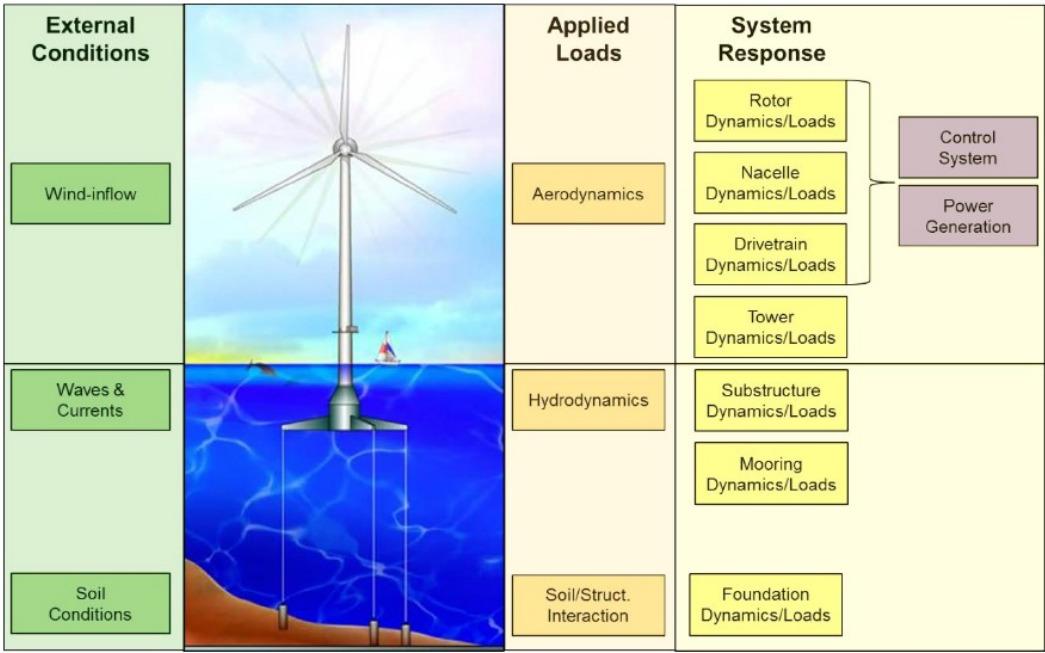 External
Conditions
Applied
Loads
System
Response
Rotor
Dynamics/Loads
Control
System
Wind-inflow
Aerodynamics
Nacelle
Dynamics/Loads
Power
Generation
Drivetrain
Dynamics/Loads
Tower
Dynamics/Loads
Waves &
Currents
Hydrodynamics
Substructure
Dynamics/Loads
Mooring
Dynamics/Loads
Soil
Conditions
Soil/Struct.
Interaction
Foundation
Dynamics/Loads